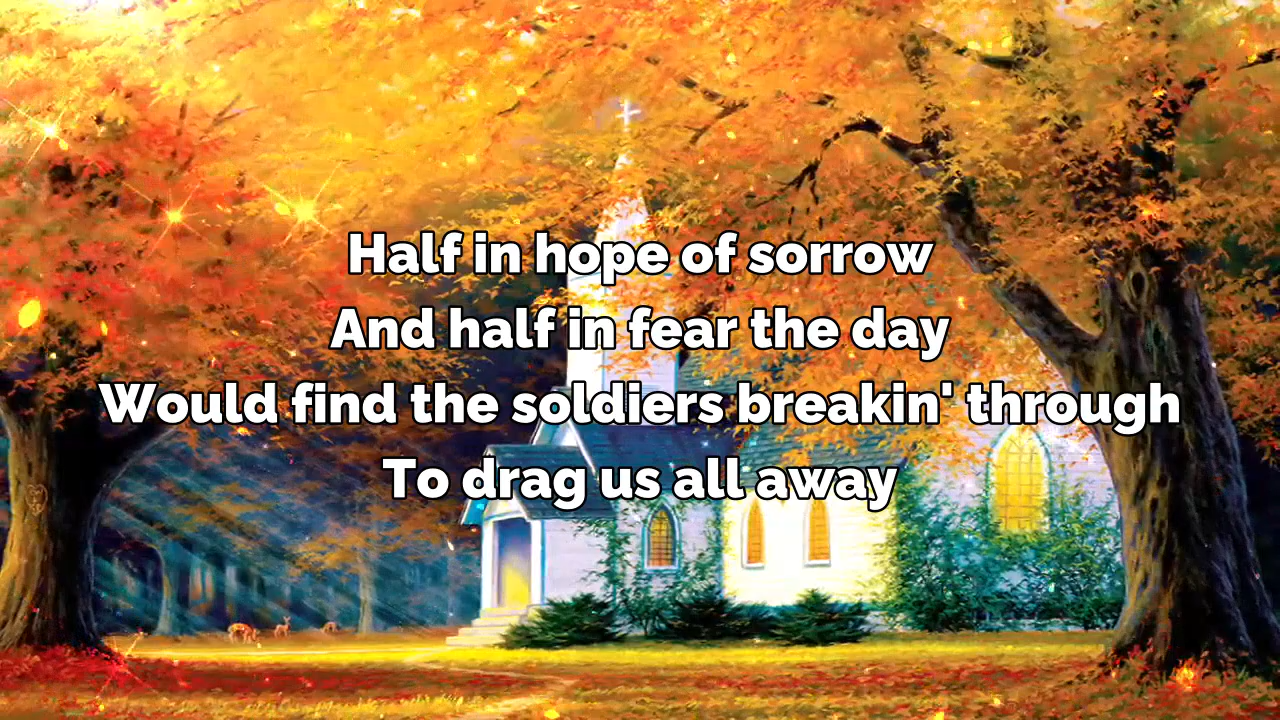 Half in hope of sorrow
And half in fear the day
Would find the soldiers breakin' through
To drag us all away